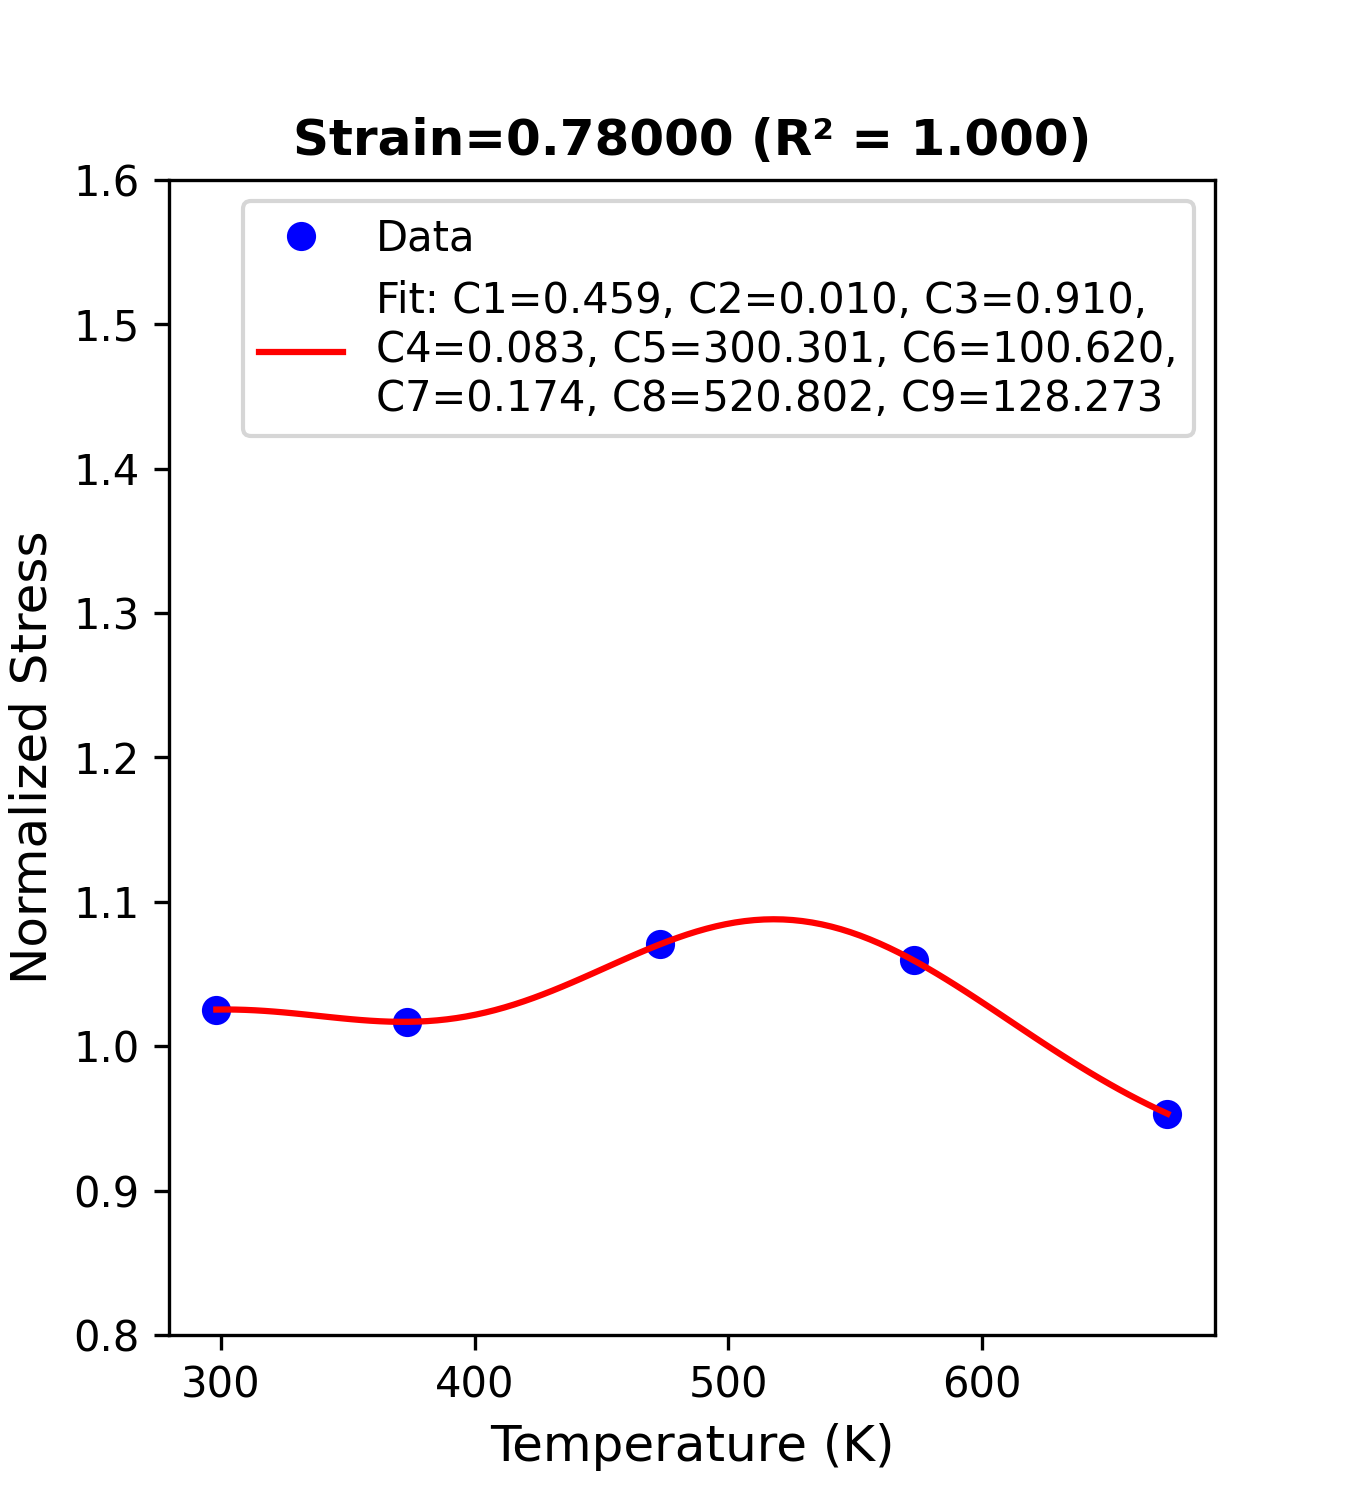 Strain=0.78000 (R² = 1.000)
Data
Fit: C1=0.459, C2=0.010, C3=0.910,
C4=0.083, C5=300.301, C6=100.620,
C7=0.174, C8=520.802, C9=128.273
Normalized Stress
1.6
1.5
1.4
1.3
1.2
1.1
1.0
0.9
0.8
300 400 500 600
Temperature (K)